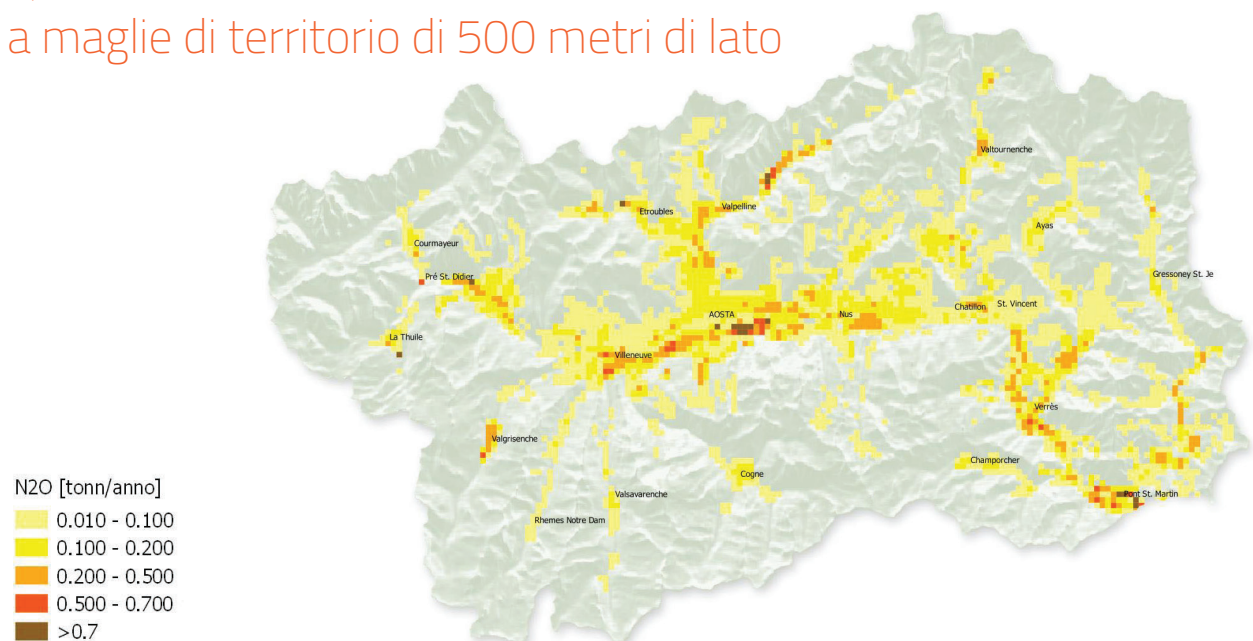 a maglie di territorio di 500 metri di lato
Valtournenche
Etroubles
Valpelline
Ayas
Courmayeur
Pré St. Didier
Gressoney St. Je
AOSTA
Nus
Chatillon
St. Vincent
La Thuile
Villeneuve
Verrès
Valgrisenche
Champorcher
Cogne
Valsavarenche
Pont St. Martin
Rhemes Notre Dam
N2O [tonn/anno]
0.010 - 0.100
0.100 - 0.200
0.200 - 0.500
0.500 - 0.700
>0.7